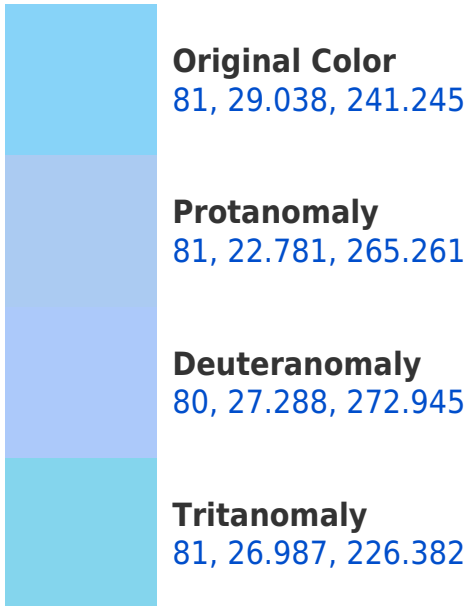 Original Color
81, 29.038, 241.245
Protanomaly
81, 22.781, 265.261
Deuteranomaly
80, 27.288, 272.945
Tritanomaly
81, 26.987, 226.382